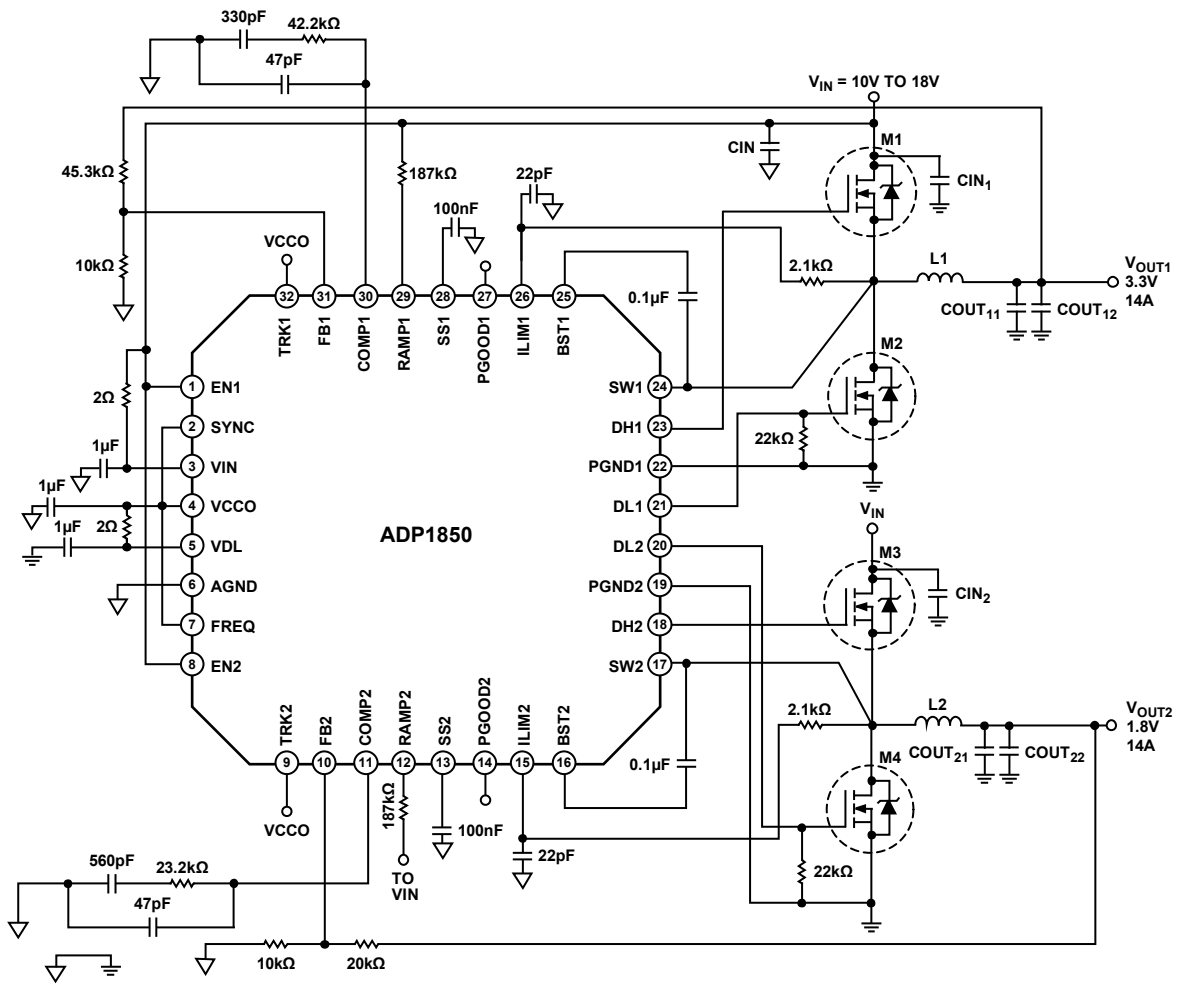 330pF
42.2kΩ
47pF
V_IN = 10V TO 18V
M1
CIN
CIN₁
45.3kΩ
187kΩ
22pF
100nF
VCCO
10kΩ
2.1kΩ
L1
V_OUT1
3.3V
14A
0.1µF
COUT₁₁
COUT₁₂
32
31
30
29
28
27
26
25
TRK1
FB1
COMP1
RAMP1
SS1
PGOOD1
ILIM1
BST1
M2
1
EN1
SW1
24
2Ω
2
SYNC
DH1
23
22kΩ
1µF
3
VIN
PGND1
22
1µF
4
VCCO
DL1
21
V_IN
2Ω
1µF
5
VDL
ADP1850
DL2
20
M3
6
AGND
PGND2
19
CIN₂
7
FREQ
DH2
18
8
EN2
SW2
17
TRK2
FB2
COMP2
RAMP2
SS2
PGOOD2
ILIM2
BST2
9
10
11
12
13
14
15
16
2.1kΩ
L2
V_OUT2
1.8V
14A
0.1µF
COUT₂₁
COUT₂₂
M4
VCCO
187kΩ
100nF
22pF
22kΩ
TO
VIN
560pF
23.2kΩ
47pF
10kΩ
20kΩ